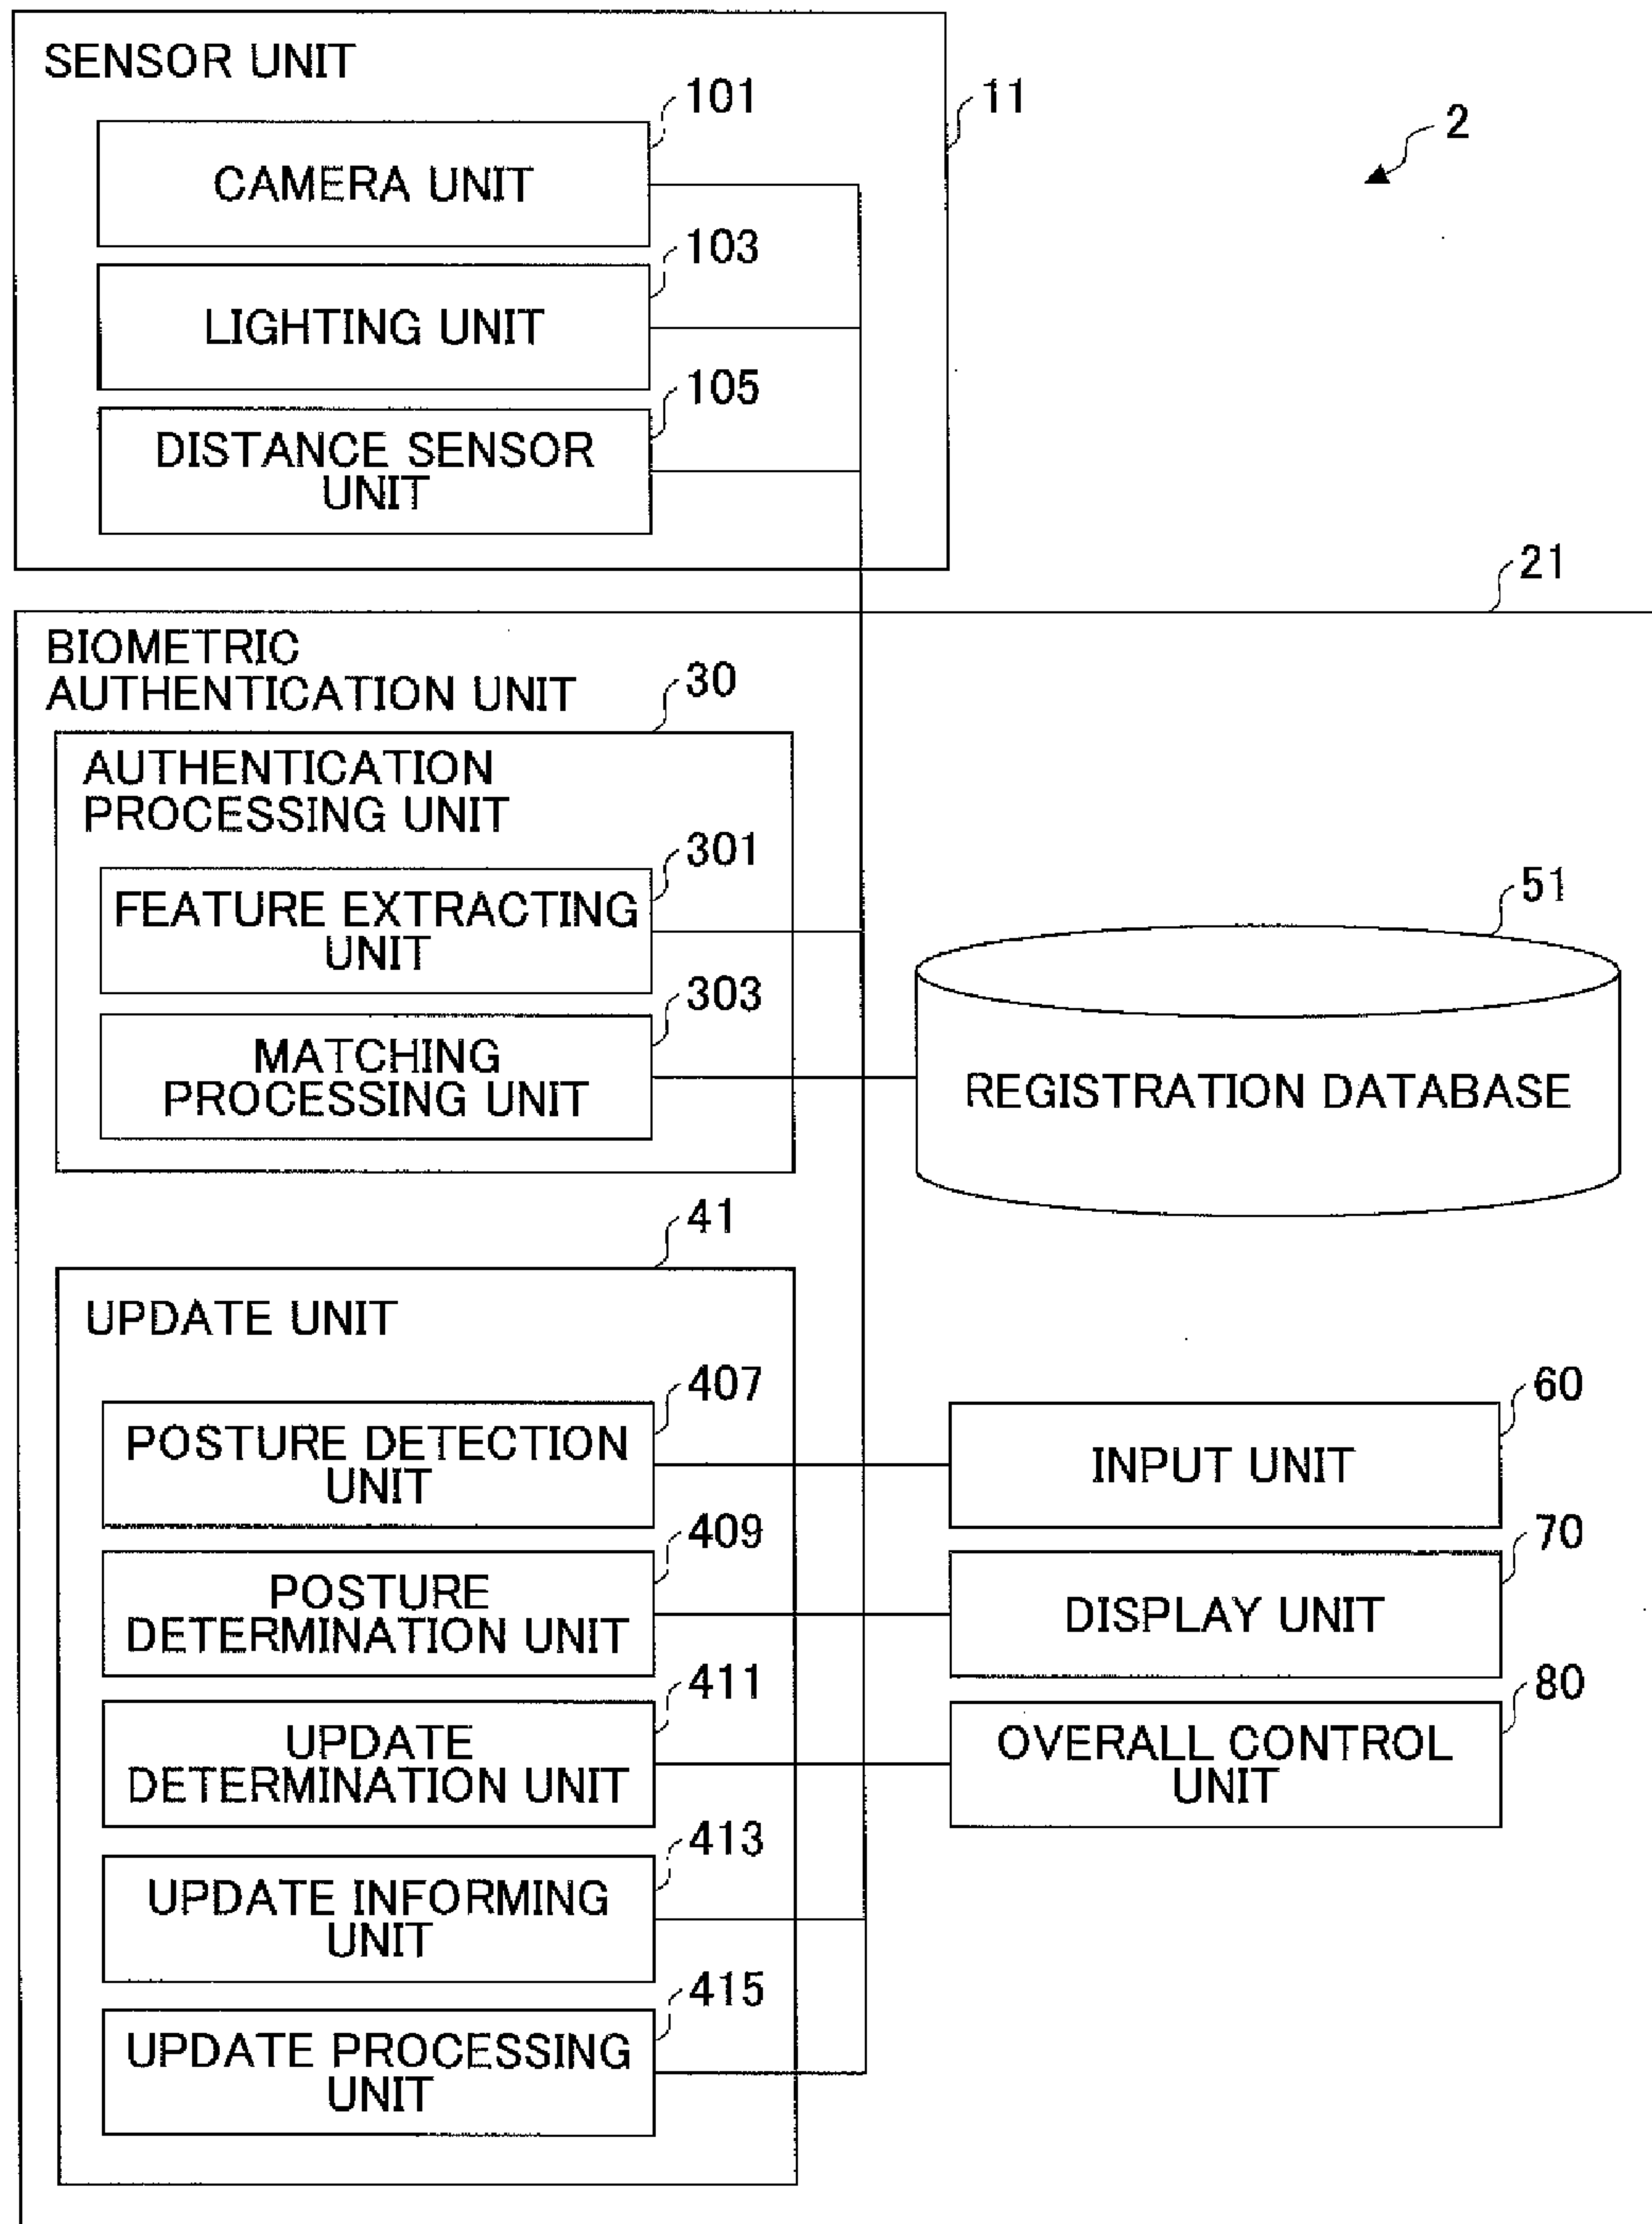 SENSOR UNIT
101
11
2
CAMERA UNIT
103
LIGHTING UNIT
105
DISTANCE SENSOR
UNIT
21
BIOMETRIC
AUTHENTICATION UNIT
30
AUTHENTICATION
PROCESSING UNIT
301
FEATURE EXTRACTING
UNIT
51
303
MATCHING
PROCESSING UNIT
REGISTRATION DATABASE
41
UPDATE UNIT
407
POSTURE DETECTION
UNIT
60
INPUT UNIT
409
POSTURE
DETERMINATION UNIT
70
DISPLAY UNIT
411
UPDATE
DETERMINATION UNIT
80
OVERALL CONTROL
UNIT
413
UPDATE INFORMING
UNIT
415
UPDATE PROCESSING
UNIT